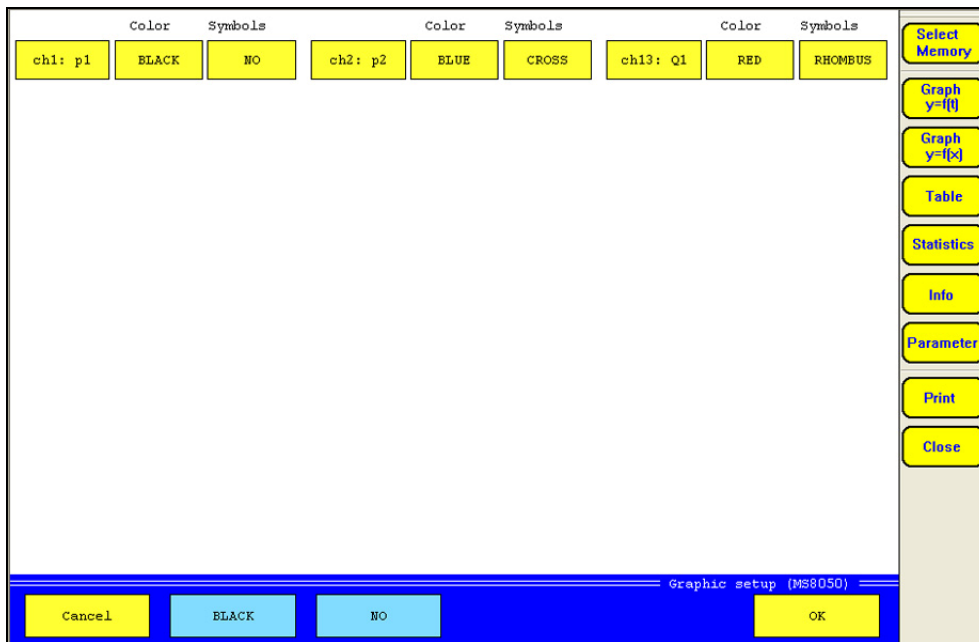 Color Symbols Color Symbols Color Symbols
ch1: p1 BLACK NO ch2: p2 BLUE CROSS ch13: Q1 RED RHOMBUS
Select
Memory
Graph
y=f(t)
Graph
y=f(x)
Table
Statistics
Info
Parameter
Print
Close
Graphic setup (MS8050)
Cancel BLACK NO OK